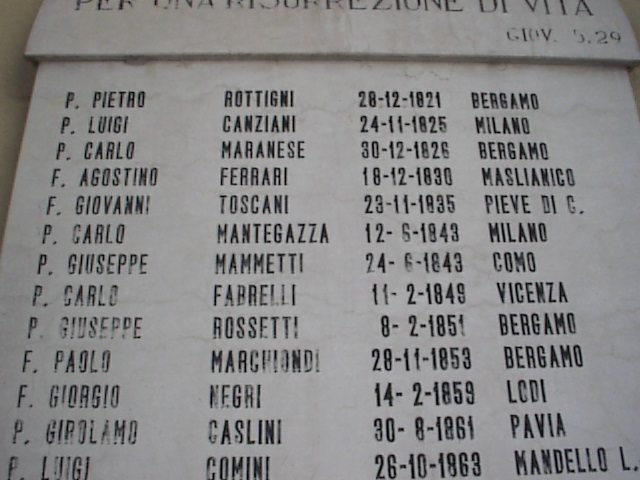 PER UNA RISURREZIONE DI VITA
GIOV. 5.29
P. PIETRO ROTTIGNI 28-12-1821 BERGAMO
P. LUIGI CANZIANI 24-11-1825 MILANO
P. CARLO MARANESE 30-12-1826 BERGAMO
F. AGOSTINO FERRARI 18-12-1830 MASLIANICO
F. GIOVANNI TOSCANI 23-11-1835 PIEVE DI C.
P. CARLO MANTEGAZZA 12- 6-1843 MILANO
P. GIUSEPPE MAMMETTI 24- 6-1843 COMO
P. CARLO FABRELLI 11- 2-1849 VICENZA
P. GIUSEPPE ROSSETTI 8- 2-1851 BERGAMO
F. PAOLO MARCHIONDI 28-11-1853 BERGAMO
F. GIORGIO NEGRI 14- 2-1859 LODI
P. GIROLAMO CASLINI 30- 8-1861 PAVIA
P. LUIGI COMINI 26-10-1863 MANDELLO L.